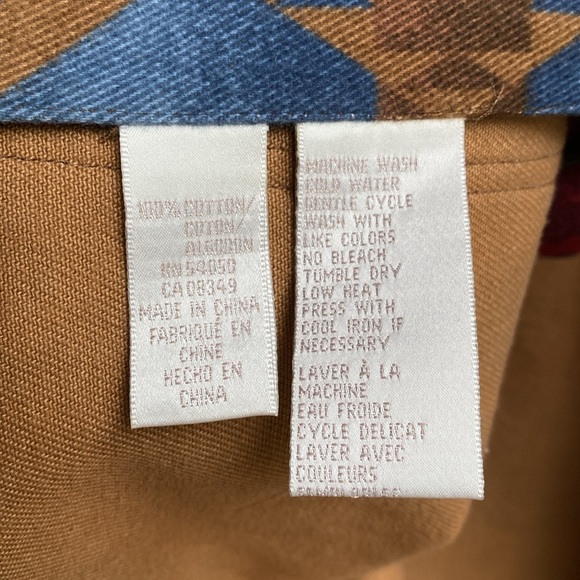 100% COTTON/
COTON/
ALGODON
RN 54050
CA 08349
MADE IN CHINA
FABRIQUÉ EN
CHINE
HECHO EN
CHINA
MACHINE WASH
COLD WATER
GENTLE CYCLE
WASH WITH
LIKE COLORS
NO BLEACH
TUMBLE DRY
LOW HEAT
PRESS WITH
COOL IRON IF
NECESSARY
LAVER À LA
MACHINE
EAU FROIDE
CYCLE DELICAT
LAVER AVEC
COULEURS